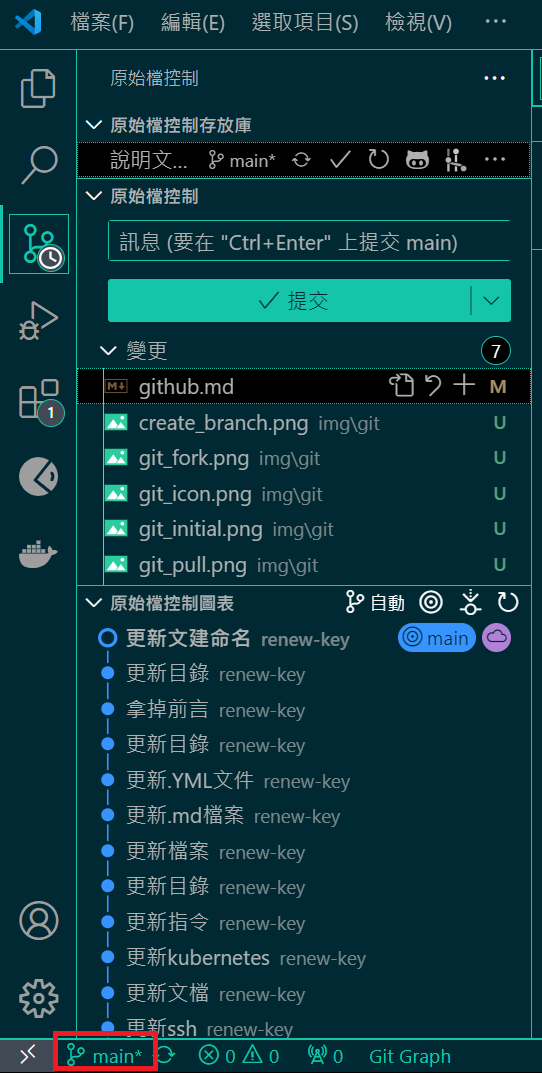 檔案(F) 編輯(E) 選取項目(S) 檢視(V) ···
原始檔控制 ···
原始檔控制存放庫
說明文... main* ···
原始檔控制
訊息 (要在 "Ctrl+Enter" 上提交 main)
提交
變更 7
github.md M
create_branch.png img\git U
git_fork.png img\git U
git_icon.png img\git U
git_initial.png img\git U
1
git_pull.png img\git U
原始檔控制圖表 自動
更新文建命名 renew-key main
更新目錄 renew-key
拿掉前言 renew-key
更新目錄 renew-key
更新.YML文件 renew-key
更新.md檔案 renew-key
更新檔案 renew-key
更新目錄 renew-key
更新指令 renew-key
更新kubernetes renew-key
更新文檔 renew-key
更新ssh renew-key
main* 0 0 0 Git Graph